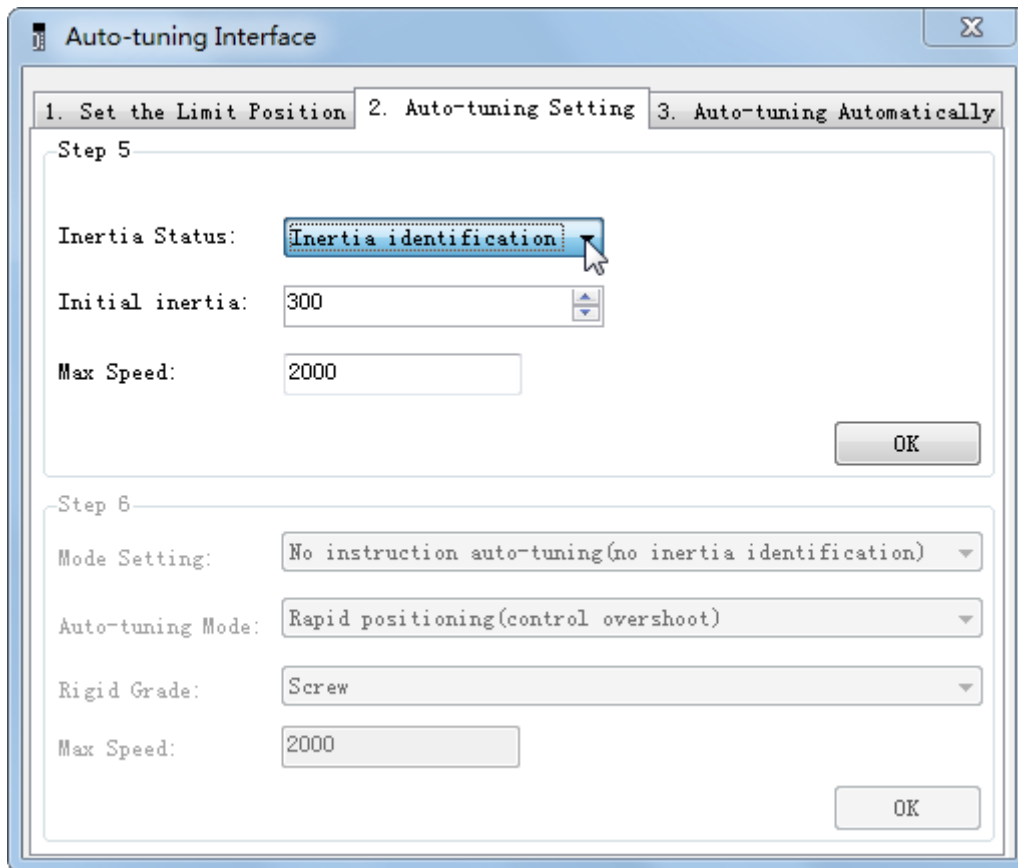 Auto-tuning Interface
1. Set the Limit Position 2. Auto-tuning Setting 3. Auto-tuning Automatically
Step 5
Inertia Status: Inertia identification
Initial inertia: 300
Max Speed: 2000
OK
Step 6
Mode Setting: No instruction auto-tuning(no inertia identification)
Auto-tuning Mode: Rapid positioning(control overshoot)
Rigid Grade: Screw
Max Speed: 2000
OK